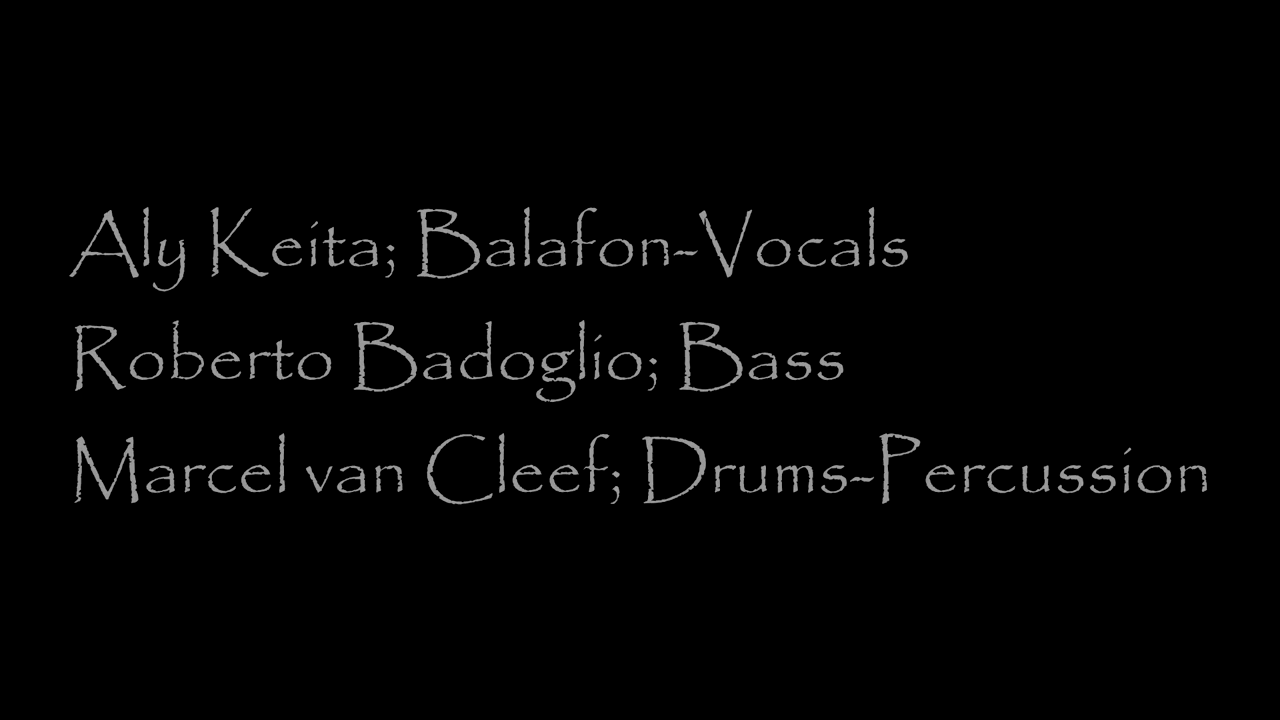 Aly Keita; Balafon-Vocals
Roberto Badoglio; Bass
Marcel van Cleef; Drums-Percussion